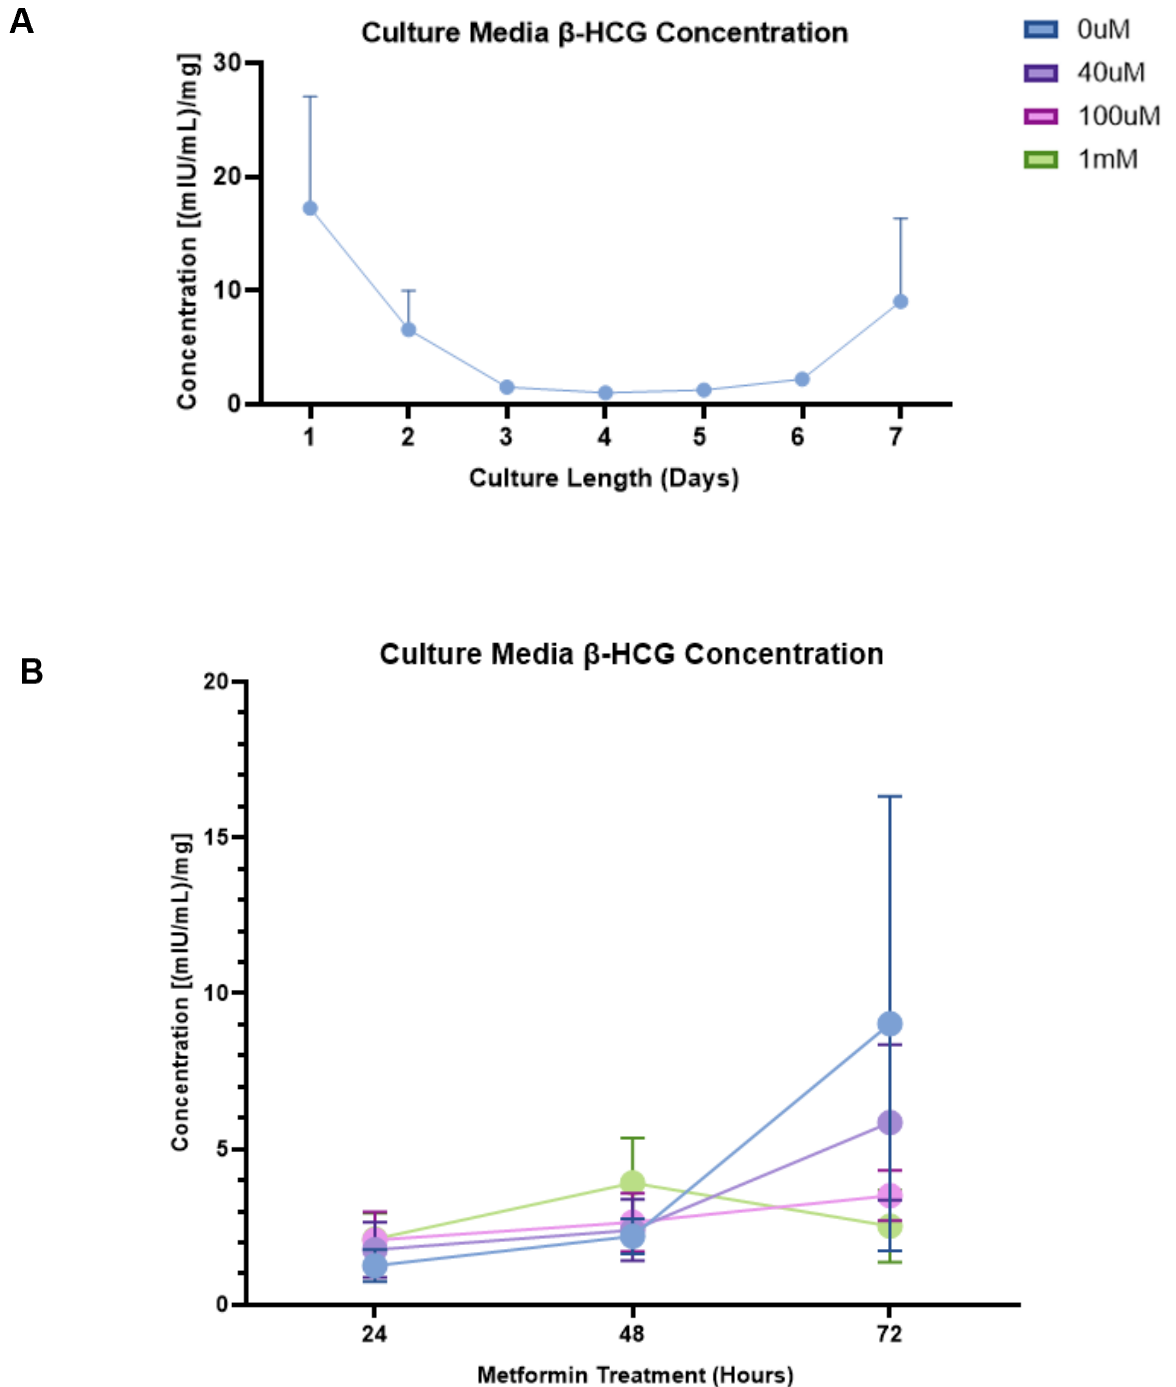 A
Culture Media β-HCG Concentration
0uM
40uM
100uM
1mM
Concentration [(mIU/mL)/mg]
30
20
10
0
1 2 3 4 5 6 7
Culture Length (Days)
B
Culture Media β-HCG Concentration
Concentration [(mIU/mL)/mg]
20
15
10
5
0
24 48 72
Metformin Treatment (Hours)